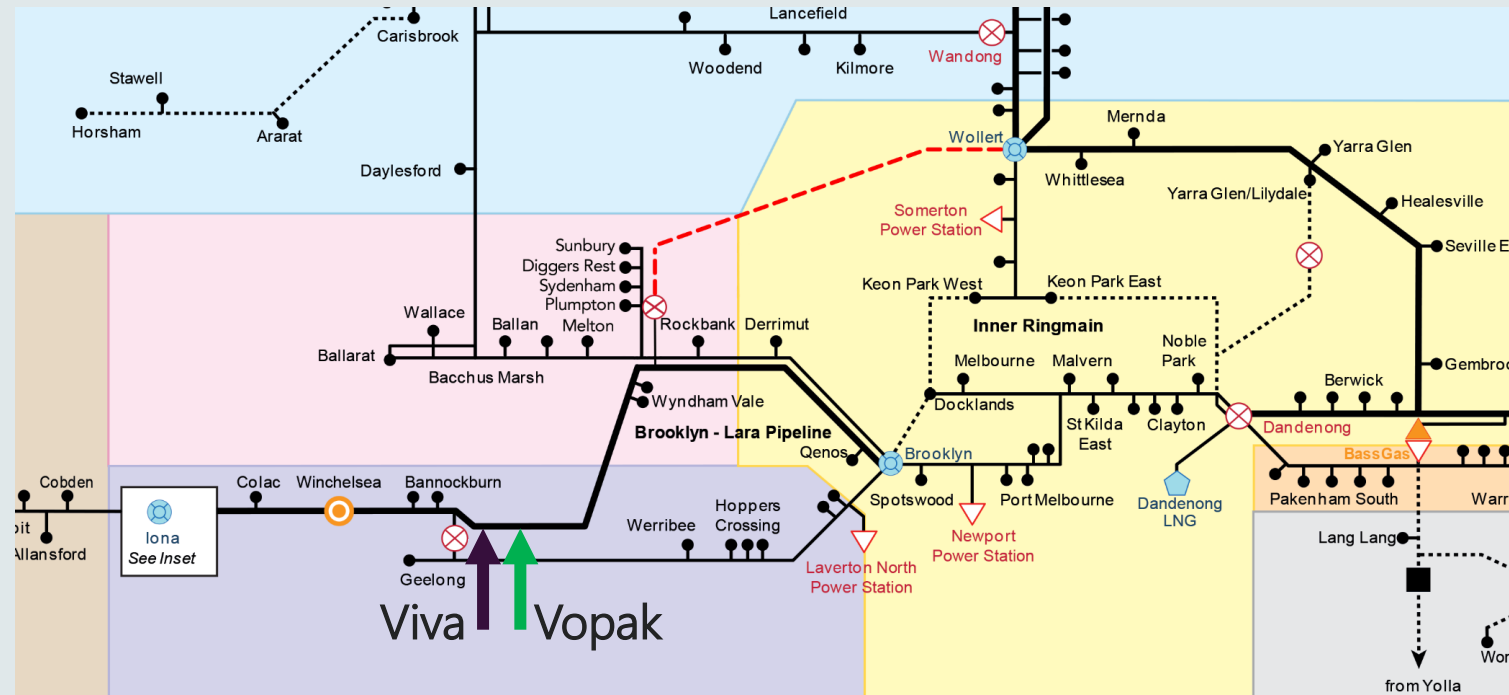 Carisbrook
Lancefield
Stawell
Woodend
Kilmore
Wandong
Horsham
Ararat
Wollert
Mernda
Yarra Glen
Daylesford
Whittlesea
Yarra Glen/Lilydale
Healesville
Somerton
Power Station
Sunbury
Diggers Rest
Sydenham
Plumpton
Seville E
Keon Park West
Keon Park East
Wallace
Ballan
Melton
Rockbank
Derrimut
Inner Ringmain
Noble
Park
Ballarat
Bacchus Marsh
Melbourne
Malvern
Gembroo
Berwick
Wyndham Vale
Docklands
St Kilda
East
Clayton
Dandenong
Brooklyn - Lara Pipeline
Qenos
Brooklyn
BassGas
Cobden
Colac
Winchelsea
Bannockburn
Spotswood
Port Melbourne
Dandenong
LNG
Pakenham South
Warr
pit
Allansford
Iona
See Inset
Werribee
Hoppers
Crossing
Newport
Power Station
Lang Lang
Geelong
Laverton North
Power Station
Viva
Vopak
Wor
from Yolla